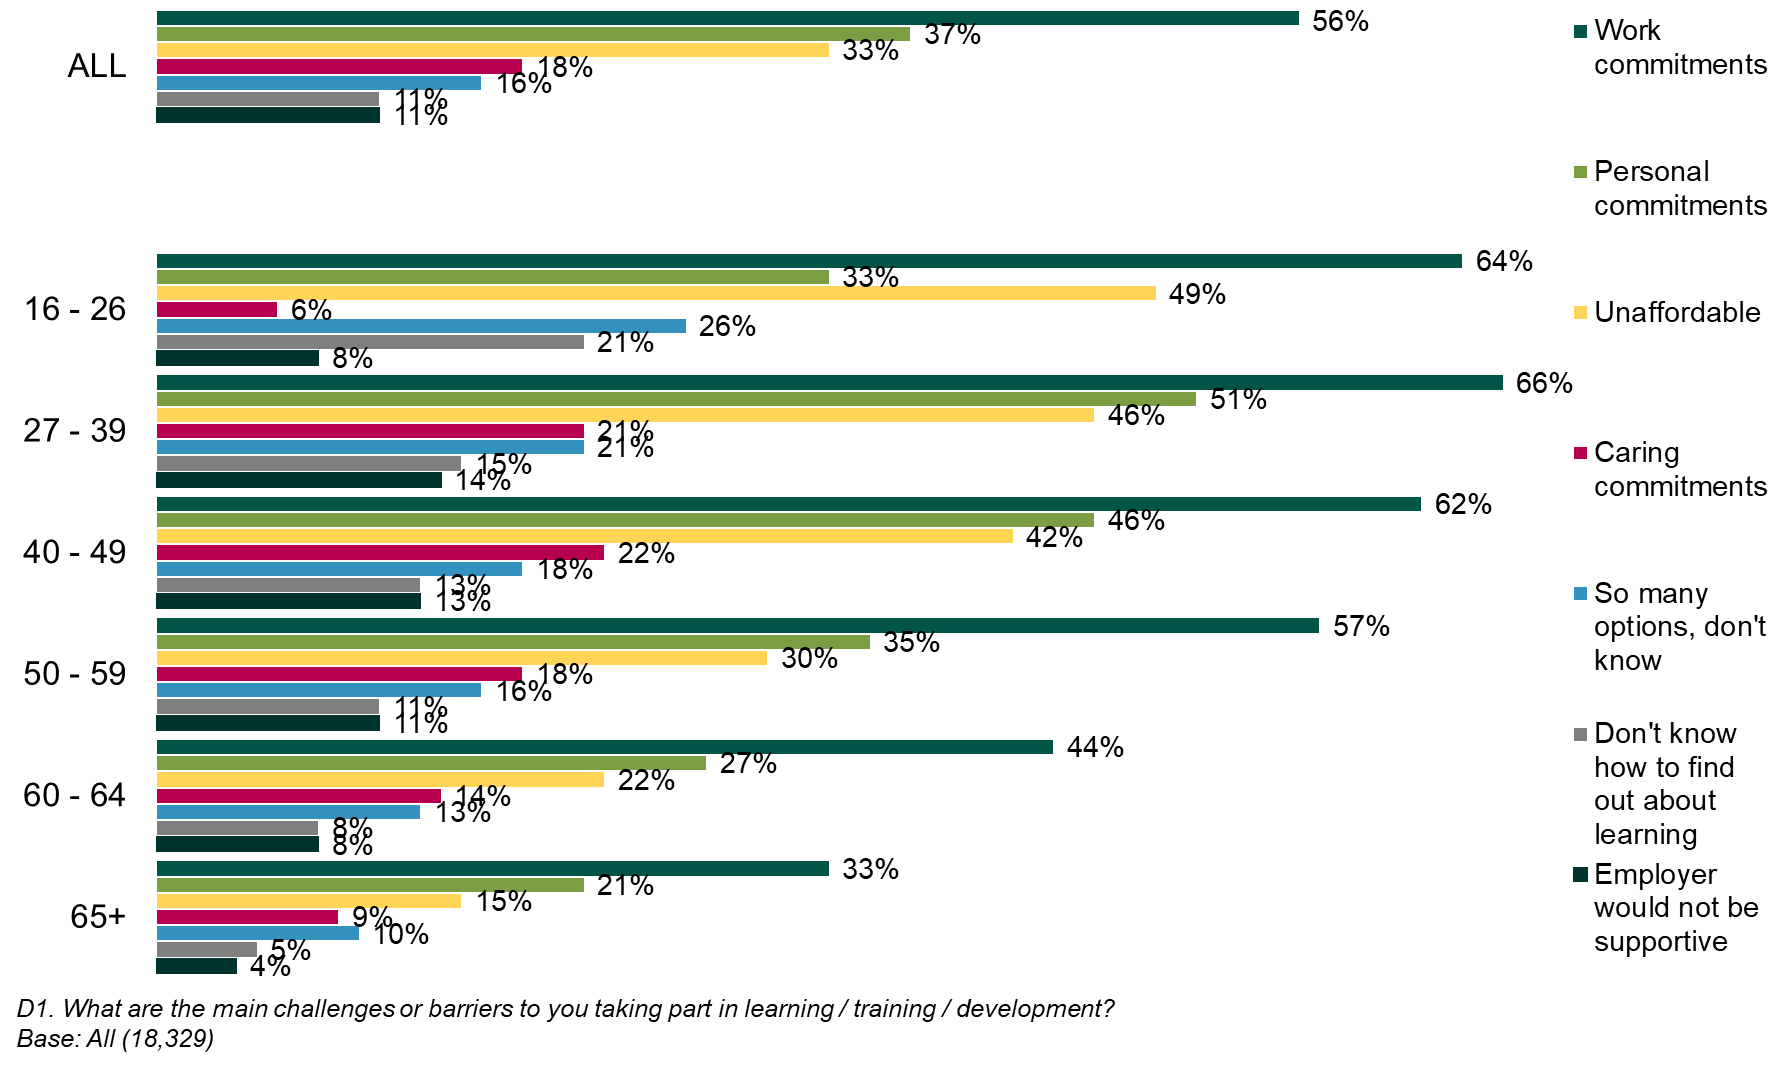 ALL
56%
37%
33%
18%
16%
11%
11%
16 - 26
64%
33%
49%
6%
26%
21%
8%
27 - 39
66%
51%
46%
21%
21%
15%
14%
40 - 49
62%
46%
42%
22%
18%
13%
13%
50 - 59
57%
35%
30%
18%
16%
11%
11%
60 - 64
44%
27%
22%
14%
13%
8%
8%
65+
33%
21%
15%
9%
10%
5%
4%
Work
commitments
Personal
commitments
Unaffordable
Caring
commitments
So many
options, don't
know
Don't know
how to find
out about
learning
Employer
would not be
supportive
D1. What are the main challenges or barriers to you taking part in learning / training / development?
Base: All (18,329)